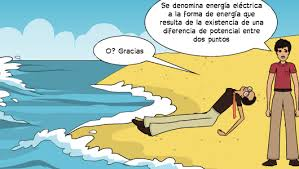 Se denomina energía eléctrica
a la forma de energía que
resulta de la existencia de una
diferencia de potencial entre
dos puntos
O? Gracias